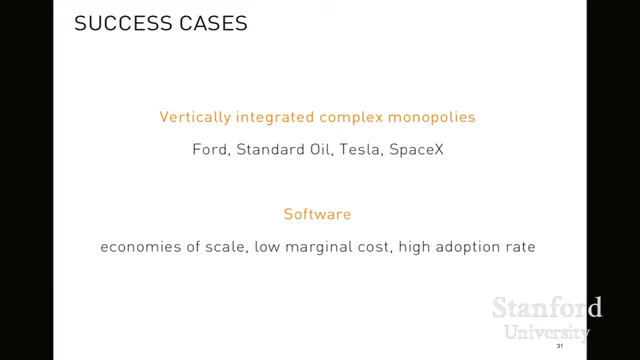 SUCCESS CASES
Vertically integrated complex monopolies
Ford, Standard Oil, Tesla, SpaceX
Software
economies of scale, low marginal cost, high adoption rate
Stanford
University
31